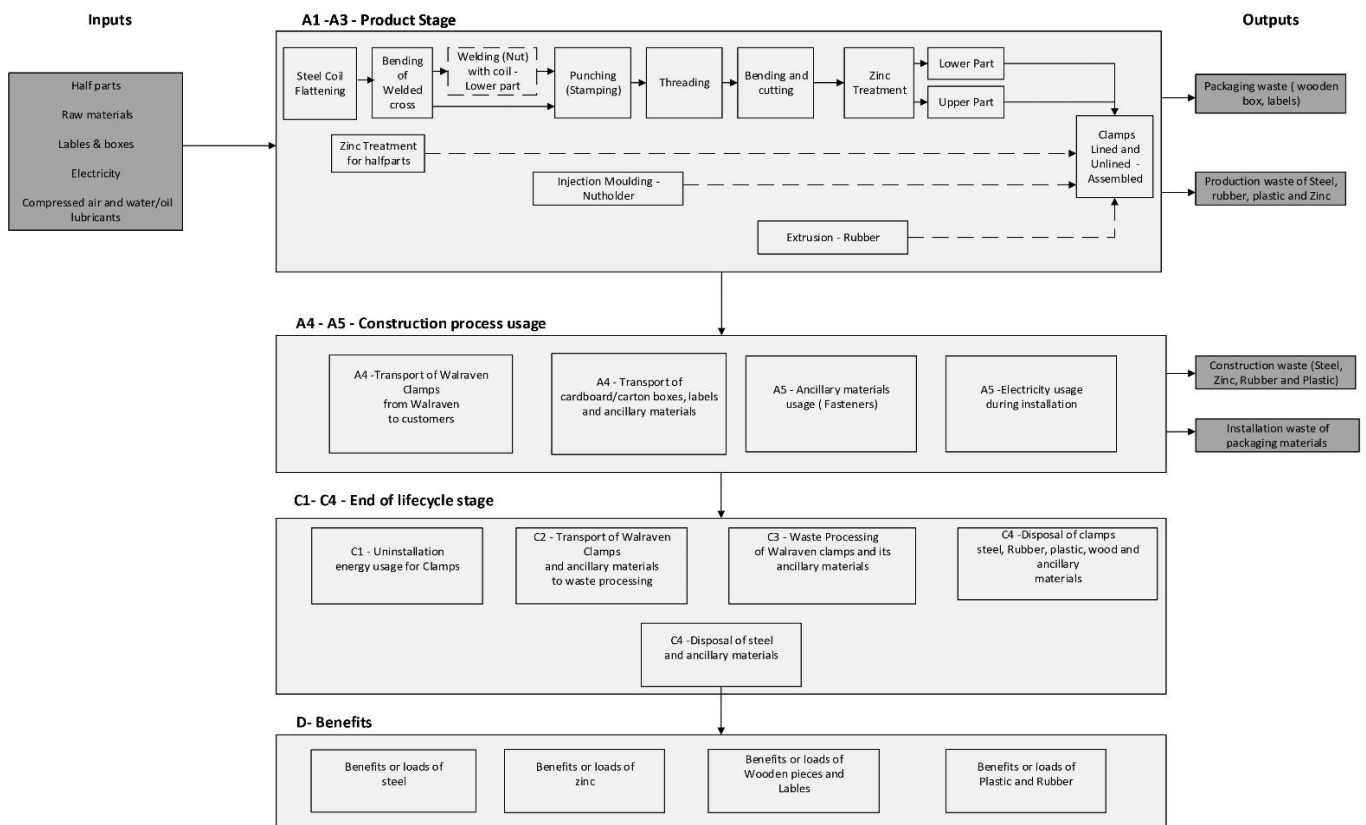 Inputs
A1 -A3 - Product Stage
Outputs
Half parts
Raw materials
Lables & boxes
Electricity
Compressed air and water/oil
lubricants
Steel Coil
Flattening
Bending
of
Welded
cross
Welding (Nut)
with coil -
Lower part
Punching
(Stamping)
Threading
Bending and
cutting
Zinc
Treatment
Lower Part
Upper Part
Zinc Treatment
for halfparts
Injection Moulding -
Nutholder
Extrusion - Rubber
Clamps
Lined and
Unlined -
Assembled
Packaging waste ( wooden
box, labels)
Production waste of Steel,
rubber, plastic and Zinc
A4 - A5 - Construction process usage
A4 -Transport of Walraven
Clamps
from Walraven
to customers
A4 - Transport of
cardboard/carton boxes, labels
and ancillary materials
A5 - Ancillary materials
usage ( Fasteners)
A5 -Electricity usage
during installation
Construction waste (Steel,
Zinc, Rubber and Plastic)
Installation waste of
packaging materials
C1- C4 - End of lifecycle stage
C1 - Uninstallation
energy usage for Clamps
C2 - Transport of Walraven
Clamps
and ancillary materials
to waste processing
C3 - Waste Processing
of Walraven clamps and its
ancillary materials
C4 -Disposal of clamps
steel, Rubber, plastic, wood and
ancillary
materials
C4 -Disposal of steel
and ancillary materials
D- Benefits
Benefits or loads of
steel
Benefits or loads of
zinc
Benefits or loads of
Wooden pieces and
Lables
Benefits or loads of
Plastic and Rubber